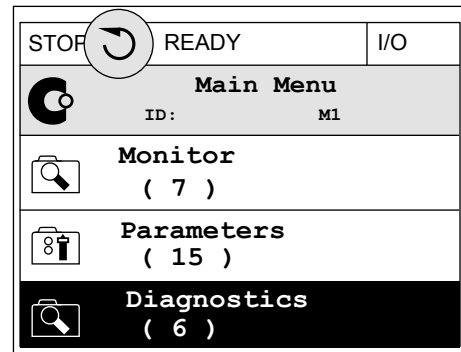 STOP READY I/O
Main Menu
ID: M1
Monitor
( 7 )
Parameters
( 15 )
Diagnostics
( 6 )